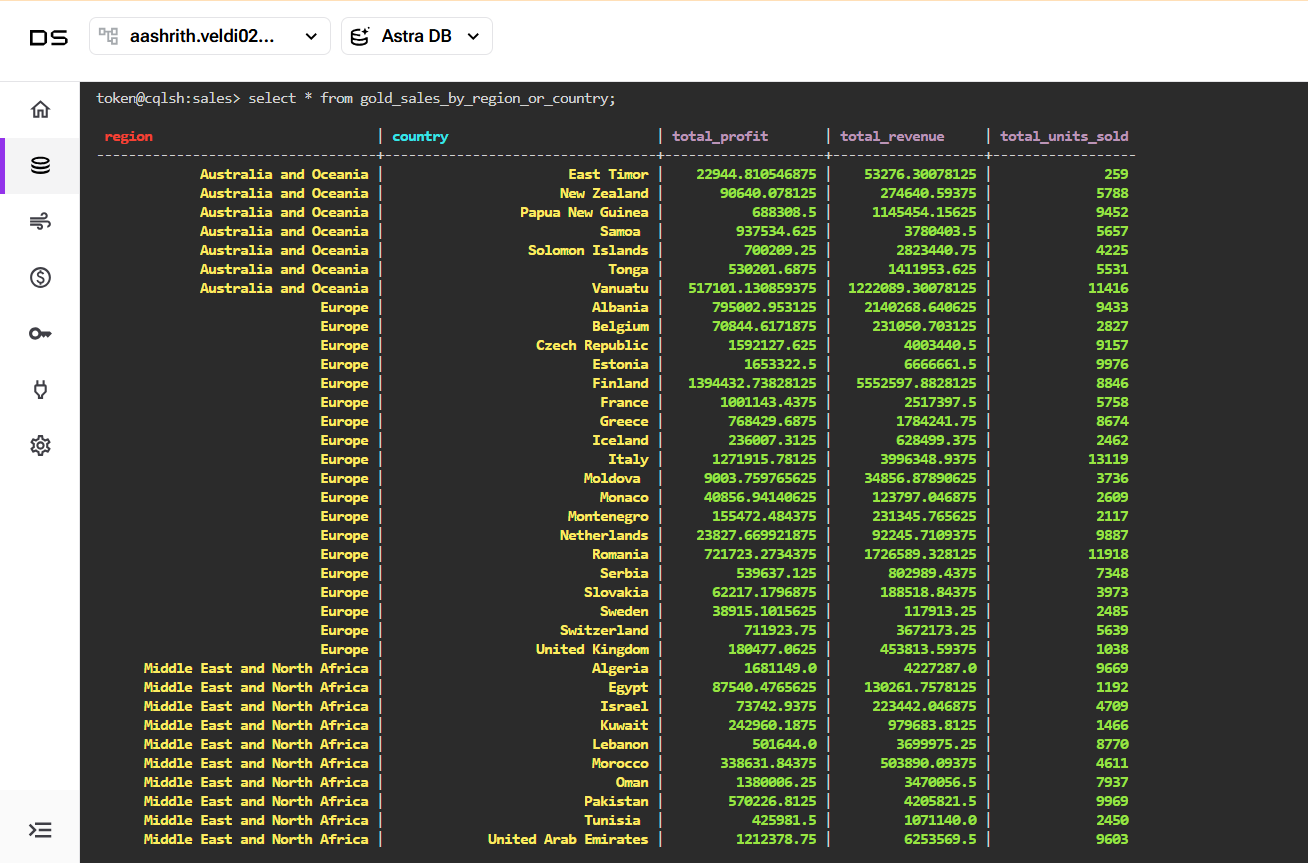 DS aashrith.veldi02... Astra DB
token@cqlsh:sales> select * from gold_sales_by_region_or_country;
region | country | total_profit | total_revenue | total_units_sold
---------------------------------+---------------------------------+--------------------+-------------------+------------------
Australia and Oceania | East Timor | 22944.810546875 | 53276.30078125 | 259
Australia and Oceania | New Zealand | 90640.078125 | 274640.59375 | 5788
Australia and Oceania | Papua New Guinea | 688308.5 | 1145454.15625 | 9452
Australia and Oceania | Samoa | 937534.625 | 3780403.5 | 5657
Australia and Oceania | Solomon Islands | 700209.25 | 2823440.75 | 4225
Australia and Oceania | Tonga | 530201.6875 | 1411953.625 | 5531
Australia and Oceania | Vanuatu | 517101.130859375 | 1222089.30078125 | 11416
Europe | Albania | 795002.953125 | 2140268.640625 | 9433
Europe | Belgium | 70844.6171875 | 231050.703125 | 2827
Europe | Czech Republic | 1592127.625 | 4003440.5 | 9157
Europe | Estonia | 1653322.5 | 6666661.5 | 9976
Europe | Finland | 1394432.73828125 | 5552597.8828125 | 8846
Europe | France | 1001143.4375 | 2517397.5 | 5758
Europe | Greece | 768429.6875 | 1784241.75 | 8674
Europe | Iceland | 236007.3125 | 628499.375 | 2462
Europe | Italy | 1271915.78125 | 3996348.9375 | 13119
Europe | Moldova | 9003.759765625 | 34856.87890625 | 3736
Europe | Monaco | 40856.94140625 | 123797.046875 | 2609
Europe | Montenegro | 155472.484375 | 231345.765625 | 2117
Europe | Netherlands | 23827.669921875 | 92245.7109375 | 9887
Europe | Romania | 721723.2734375 | 1726589.328125 | 11918
Europe | Serbia | 539637.125 | 802989.4375 | 7348
Europe | Slovakia | 62217.1796875 | 188518.84375 | 3973
Europe | Sweden | 38915.1015625 | 117913.25 | 2485
Europe | Switzerland | 711923.75 | 3672173.25 | 5639
Europe | United Kingdom | 180477.0625 | 453813.59375 | 1038
Middle East and North Africa | Algeria | 1681149.0 | 4227287.0 | 9669
Middle East and North Africa | Egypt | 87540.4765625 | 130261.7578125 | 1192
Middle East and North Africa | Israel | 73742.9375 | 223442.046875 | 4709
Middle East and North Africa | Kuwait | 242960.1875 | 979683.8125 | 1466
Middle East and North Africa | Lebanon | 501644.0 | 3699975.25 | 8770
Middle East and North Africa | Morocco | 338631.84375 | 503890.09375 | 4611
Middle East and North Africa | Oman | 1380006.25 | 3470056.5 | 7937
Middle East and North Africa | Pakistan | 570226.8125 | 4205821.5 | 9969
Middle East and North Africa | Tunisia | 425981.5 | 1071140.0 | 2450
Middle East and North Africa | United Arab Emirates | 1212378.75 | 6253569.5 | 9603